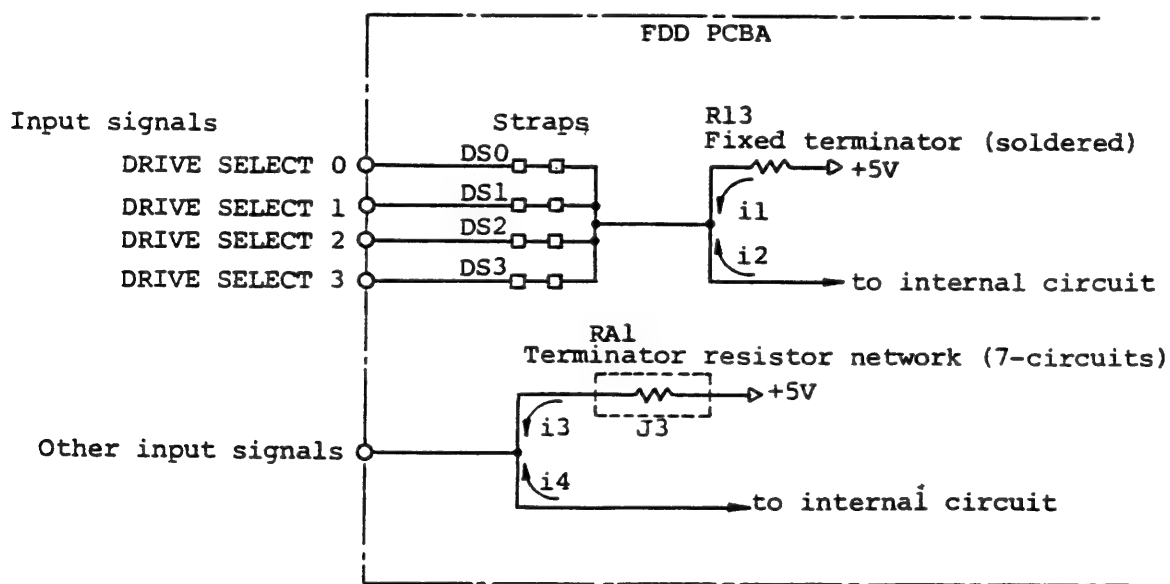 FDD PCBA
Input signals
Straps
R13
Fixed terminator (soldered)
DRIVE SELECT 0
DS0
+5V
DRIVE SELECT 1
DS1
i1
DRIVE SELECT 2
DS2
i2
DRIVE SELECT 3
DS3
to internal circuit
RA1
Terminator resistor network (7-circuits)
+5V
i3
J3
Other input signals
i4
to internal circuit